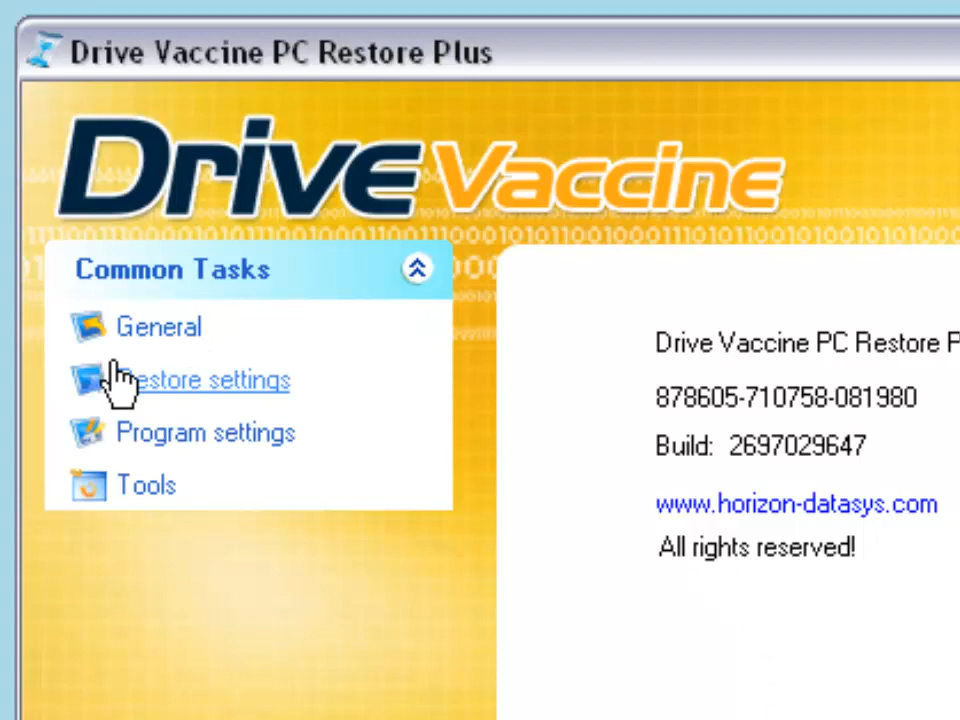 Drive Vaccine PC Restore Plus
Drive Vaccine
Common Tasks
General
estore settings
Program settings
Tools
Drive Vaccine PC Restore P
878605-710758-081980
Build: 2697029647
www.horizon-datasys.com
All rights reserved!